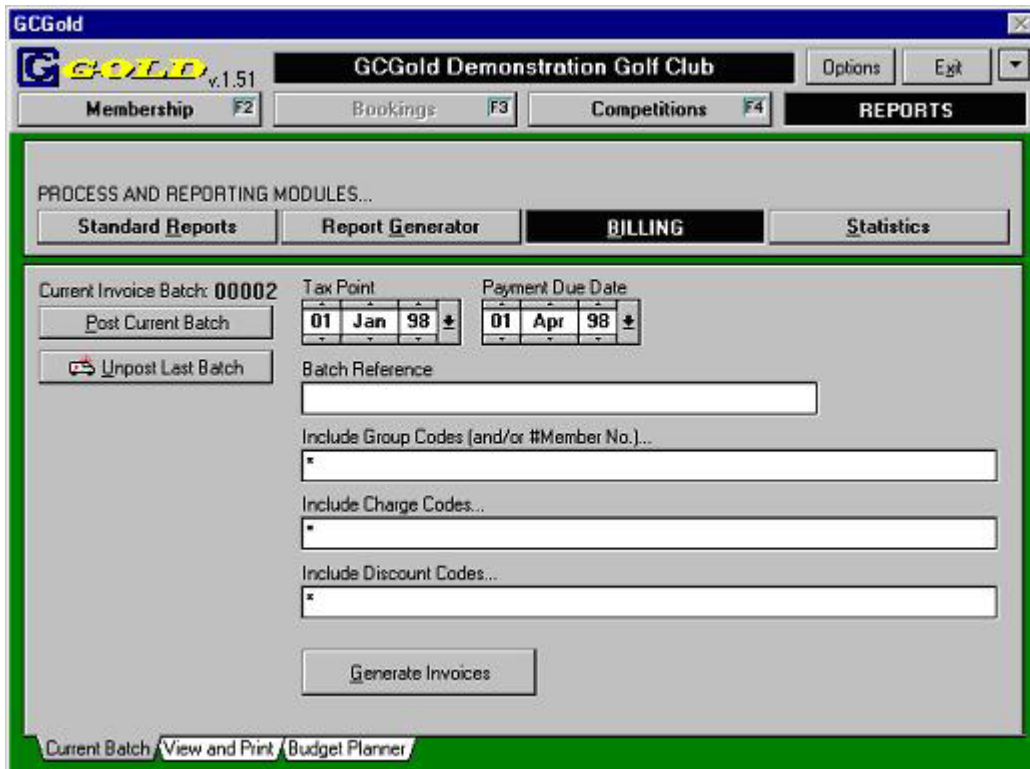 GCGold
G GOLD v.1.51 GCGold Demonstration Golf Club Options Exit
Membership F2 Bookings F3 Competitions F4 REPORTS
PROCESS AND REPORTING MODULES...
Standard Reports Report Generator BILLING Statistics
Current Invoice Batch: 00002 Tax Point Payment Due Date
Post Current Batch 01 Jan 98 01 Apr 98
Unpost Last Batch Batch Reference
Include Group Codes (and/or #Member No.)...
*
Include Charge Codes...
*
Include Discount Codes...
*
Generate Invoices
Current Batch View and Print Budget Planner